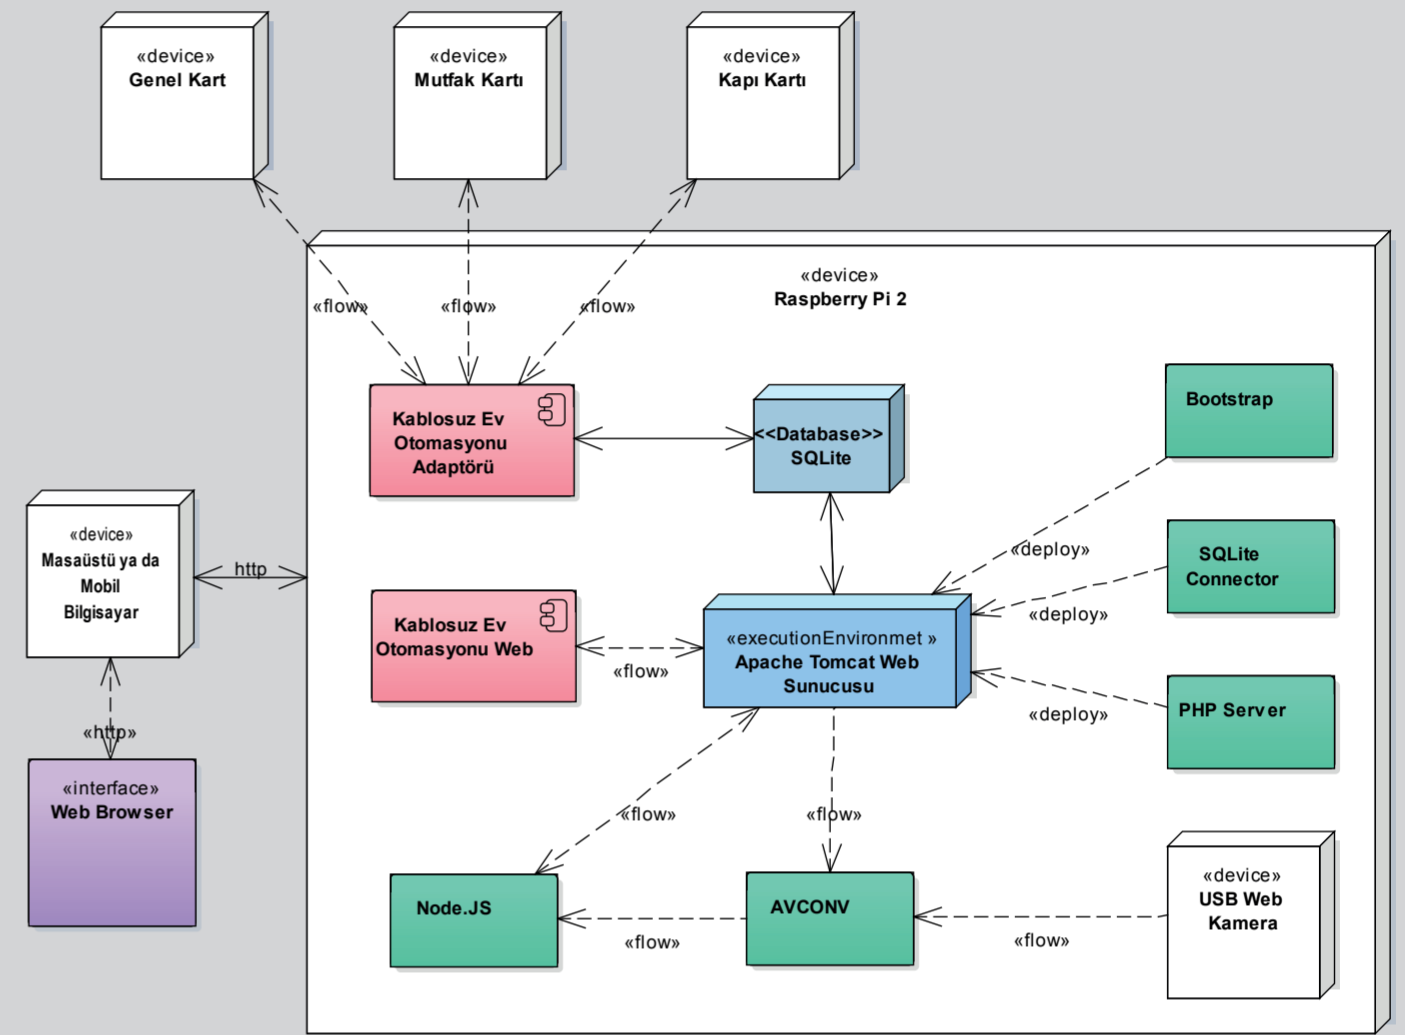 «device»
Genel Kart
«device»
Mutfak Kartı
«device»
Kapı Kartı
«device»
Raspberry Pi 2
«flow»
«flow»
«flow»
Kablosuz Ev
Otomasyonu
Adaptörü
<<Database>>
SQLite
Bootstrap
«device»
Masaüstü ya da
Mobil
Bilgisayar
http
«deploy»
SQLite
Connector
«deploy»
Kablosuz Ev
Otomasyonu Web
«flow»
«executionEnvironmet »
Apache Tomcat Web
Sunucusu
«deploy»
PHP Server
«http»
«interface»
Web Browser
«flow»
«flow»
Node.JS
«flow»
AVCONV
«flow»
«device»
USB Web
Kamera